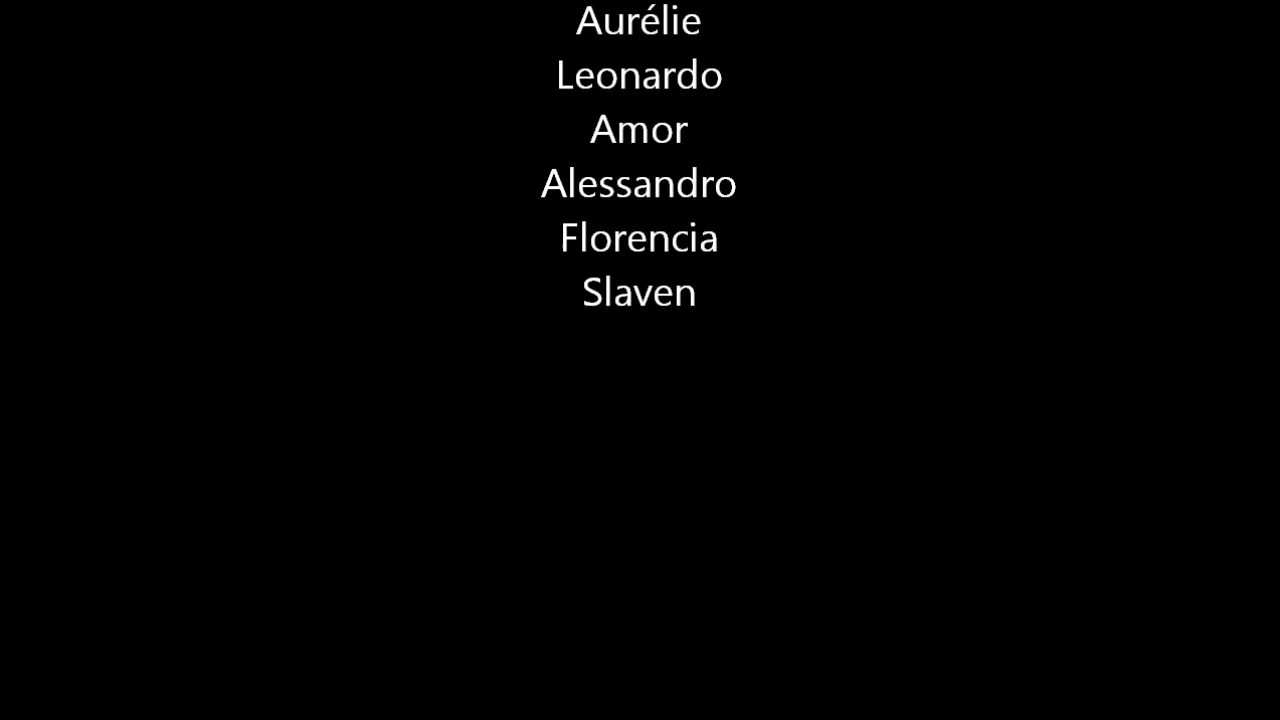 Aurélie
Leonardo
Amor
Alessandro
Florencia
Slaven